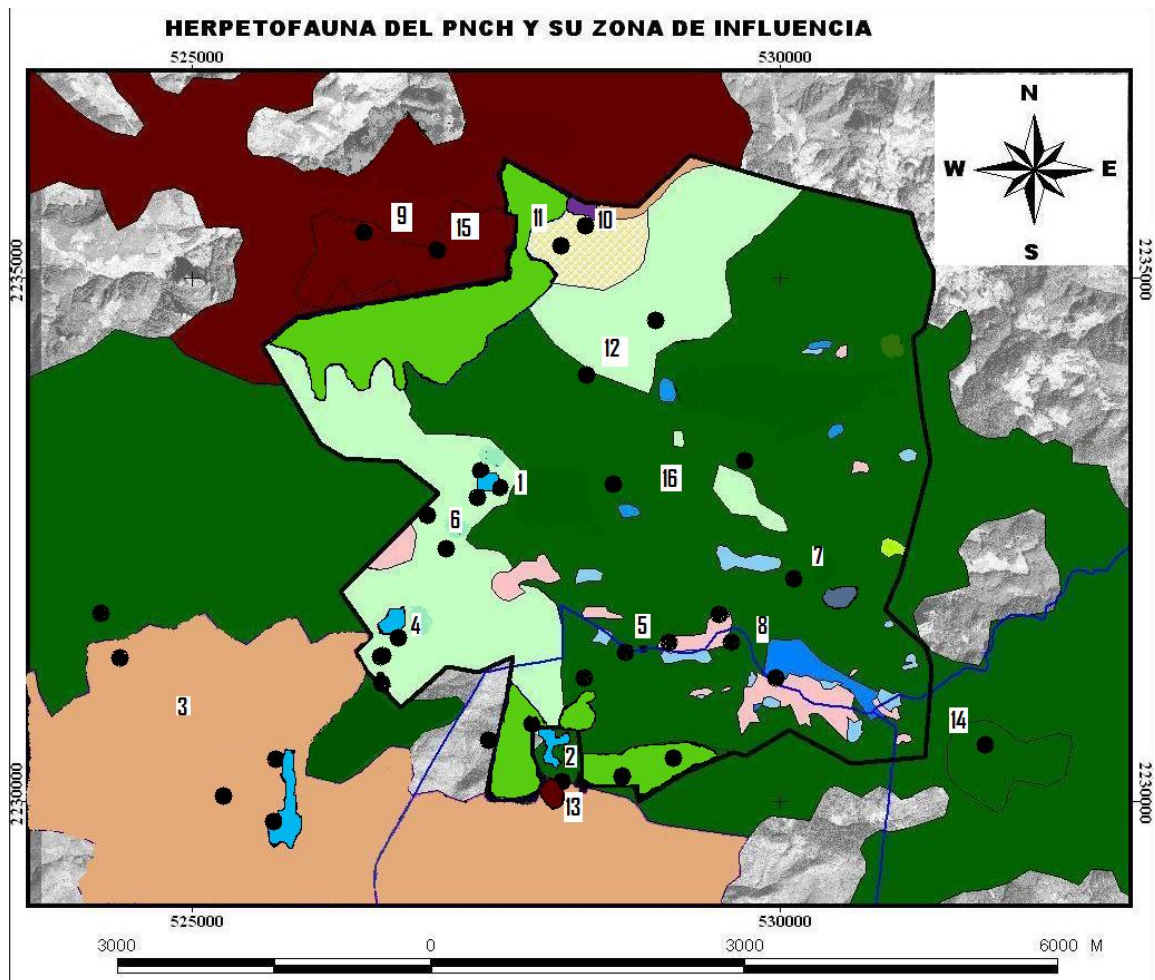 HERPETOFAUNA DEL PNCH Y SU ZONA DE INFLUENCIA
525000 530000
N
W E
S
9 15 11 10
2235000 2235000
12
1
16
6
7
4 5 8
3
14
2
2230000 2230000
13
525000 530000
3000 0 3000 6000 M